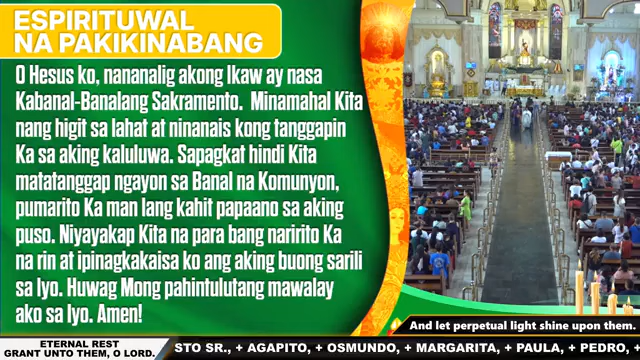 ESPIRITUWAL
NA PAKIKINABANG
O Hesus ko, nananalig akong Ikaw ay nasa
Kabanal-Banalang Sakramento. Minamahal Kita
nang higit sa lahat at ninanais kong tanggapin
Ka sa aking kaluluwa. Sapagkat hindi Kita
matatanggap ngayon sa Banal na Komunyon,
pumarito Ka man lang kahit papaano sa aking
puso. Niyayakap Kita na para bang naririto Ka
na rin at ipinagkakaisa ko ang aking buong sarili
sa Iyo. Huwag Mong pahintulutang mawalay
ako sa Iyo. Amen!
And let perpetual light shine upon them.
ETERNAL REST
GRANT UNTO THEM, O LORD.
STO SR., + AGAPITO, + OSMUNDO, + MARGARITA, + PAULA, + PEDRO, +